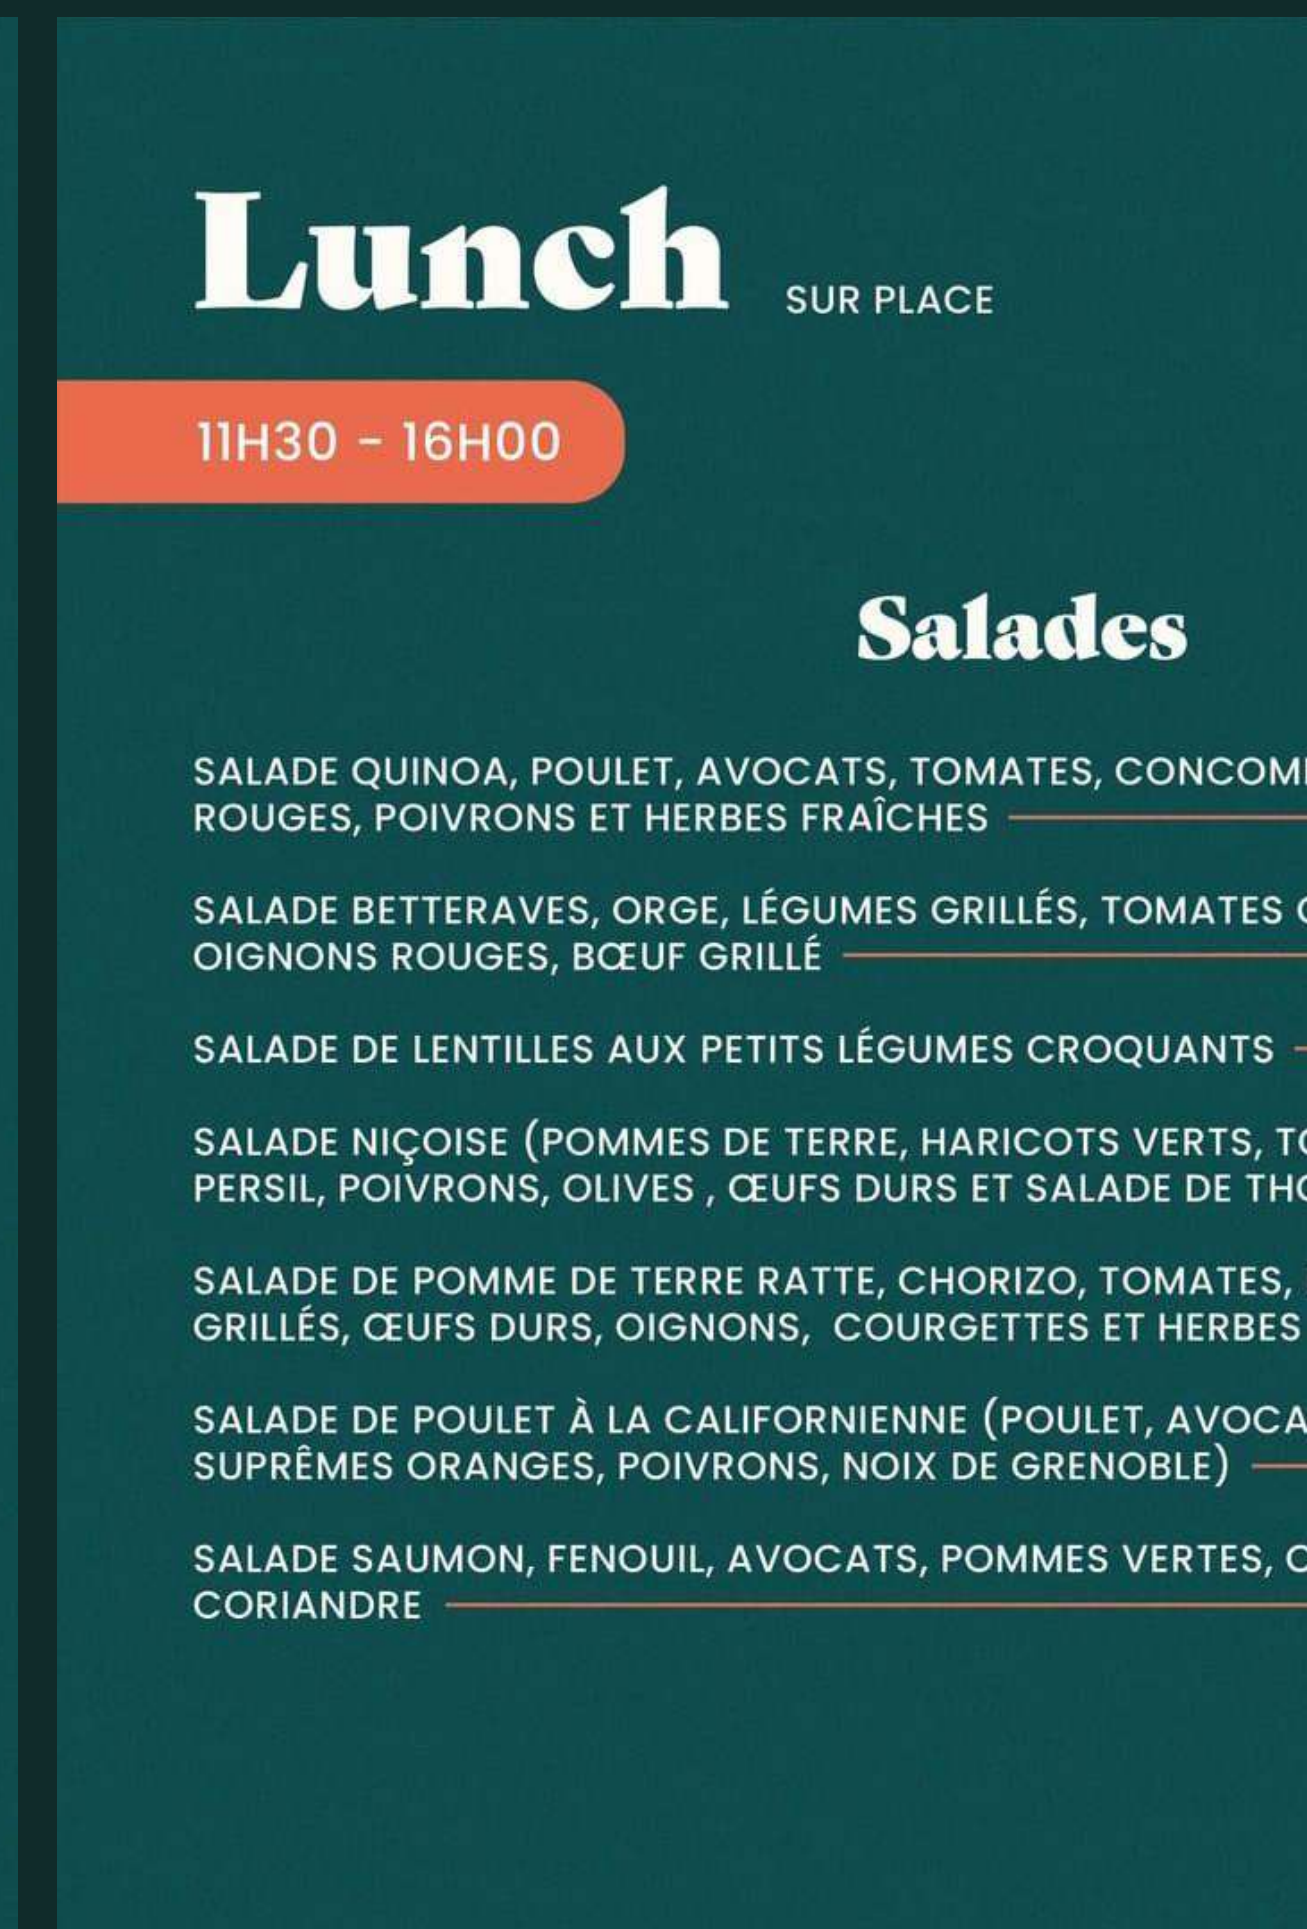 Lunch SUR PLACE
11H30 - 16H00
Salades
SALADE QUINOA, POULET, AVOCATS, TOMATES,
ROUGES, POIVRONS ET HERBES FRAÎCHES
SALADE BETTERAVES, ORGE, LÉGUMES GRILLÉS, TOMATES
OIGNONS ROUGES, BŒUF GRILLÉ
SALADE DE LENTILLES AUX PETITS LÉGUMES CROQUANTS
SALADE NIÇOISE (POMMES DE TERRE, HARICOTS VERTS,
PERSIL, POIVRONS, OLIVES , ŒUFS DURS ET SALADE DE
SALADE DE POMME DE TERRE RATTE, CHORIZO, TOMATES,
GRILLÉS, ŒUFS DURS, OIGNONS, COURGETTES ET HERBES
SALADE DE POULET À LA CALIFORNIENNE (POULET,
SUPRÊMES ORANGES, POIVRONS, NOIX DE GRENOBLE)
SALADE SAUMON, FENOUIL, AVOCATS, POMMES VERTES,
CORIANDRE